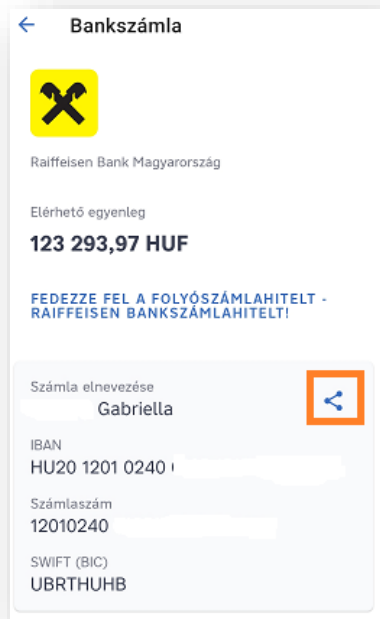 Bankszámla
Raiffeisen Bank Magyarország
Elérhető egyenleg
123 293,97 HUF
FEDEZZE FEL A FOLYÓSZÁMLAHITELT -
RAIFFEISEN BANKSZÁMLAHITELT!
Számla elnevezése
Gabriella
IBAN
HU20 1201 0240
Számlaszám
12010240
SWIFT (BIC)
UBRTHUHB